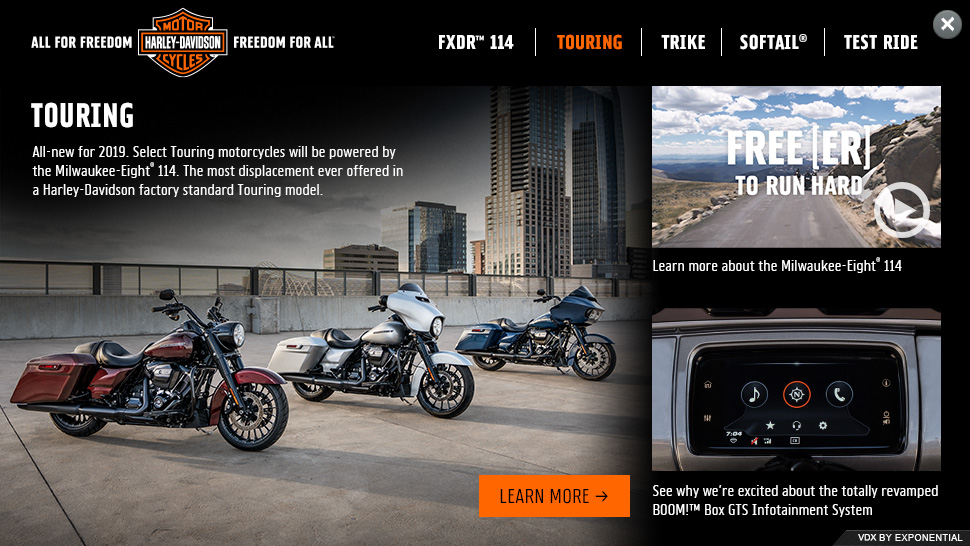 ALL FOR FREEDOM
MOTOR
HARLEY-DAVIDSON
CYCLES
FREEDOM FOR ALL™
FXDR™ 114
TOURING
TRIKE
SOFTAIL®
TEST RIDE
TOURING
All-new for 2019. Select Touring motorcycles will be powered by
the Milwaukee-Eight® 114. The most displacement ever offered in
a Harley-Davidson factory standard Touring model.
FREE [ER]
TO RUN HARD
Learn more about the Milwaukee-Eight® 114
N
7:04
LEARN MORE →
See why we're excited about the totally revamped
BOOM!™ Box GTS Infotainment System
VDX BY EXPONENTIAL